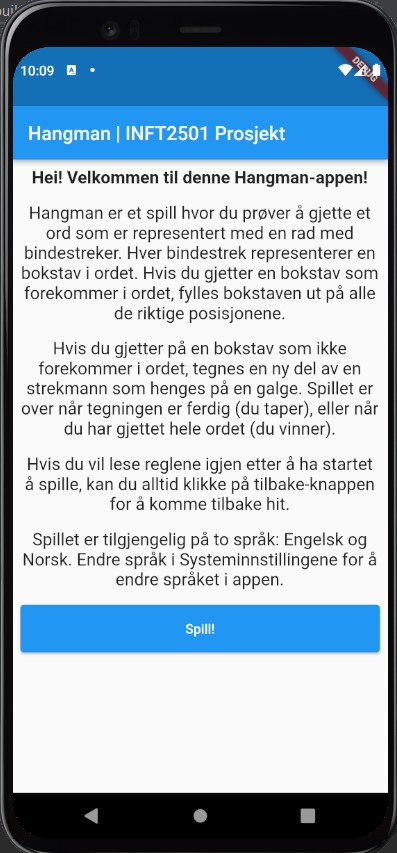 10:09
DEBUG
Hangman | INFT2501 Prosjekt
Hei! Velkommen til denne Hangman-appen!
Hangman er et spill hvor du prøver å gjette et
ord som er representert med en rad med
bindestreker. Hver bindestrek representerer en
bokstav i ordet. Hvis du gjetter en bokstav som
forekommer i ordet, fylles bokstaven ut på alle
de riktige posisjonene.
Hvis du gjetter på en bokstav som ikke
forekommer i ordet, tegnes en ny del av en
strekmann som henges på en galge. Spillet er
over når tegningen er ferdig (du taper), eller når
du har gjettet hele ordet (du vinner).
Hvis du vil lese reglene igjen etter å ha startet
å spille, kan du alltid klikke på tilbake-knappen
for å komme tilbake hit.
Spillet er tilgjengelig på to språk: Engelsk og
Norsk. Endre språk i Systeminnstillingene for å
endre språket i appen.
Spill!